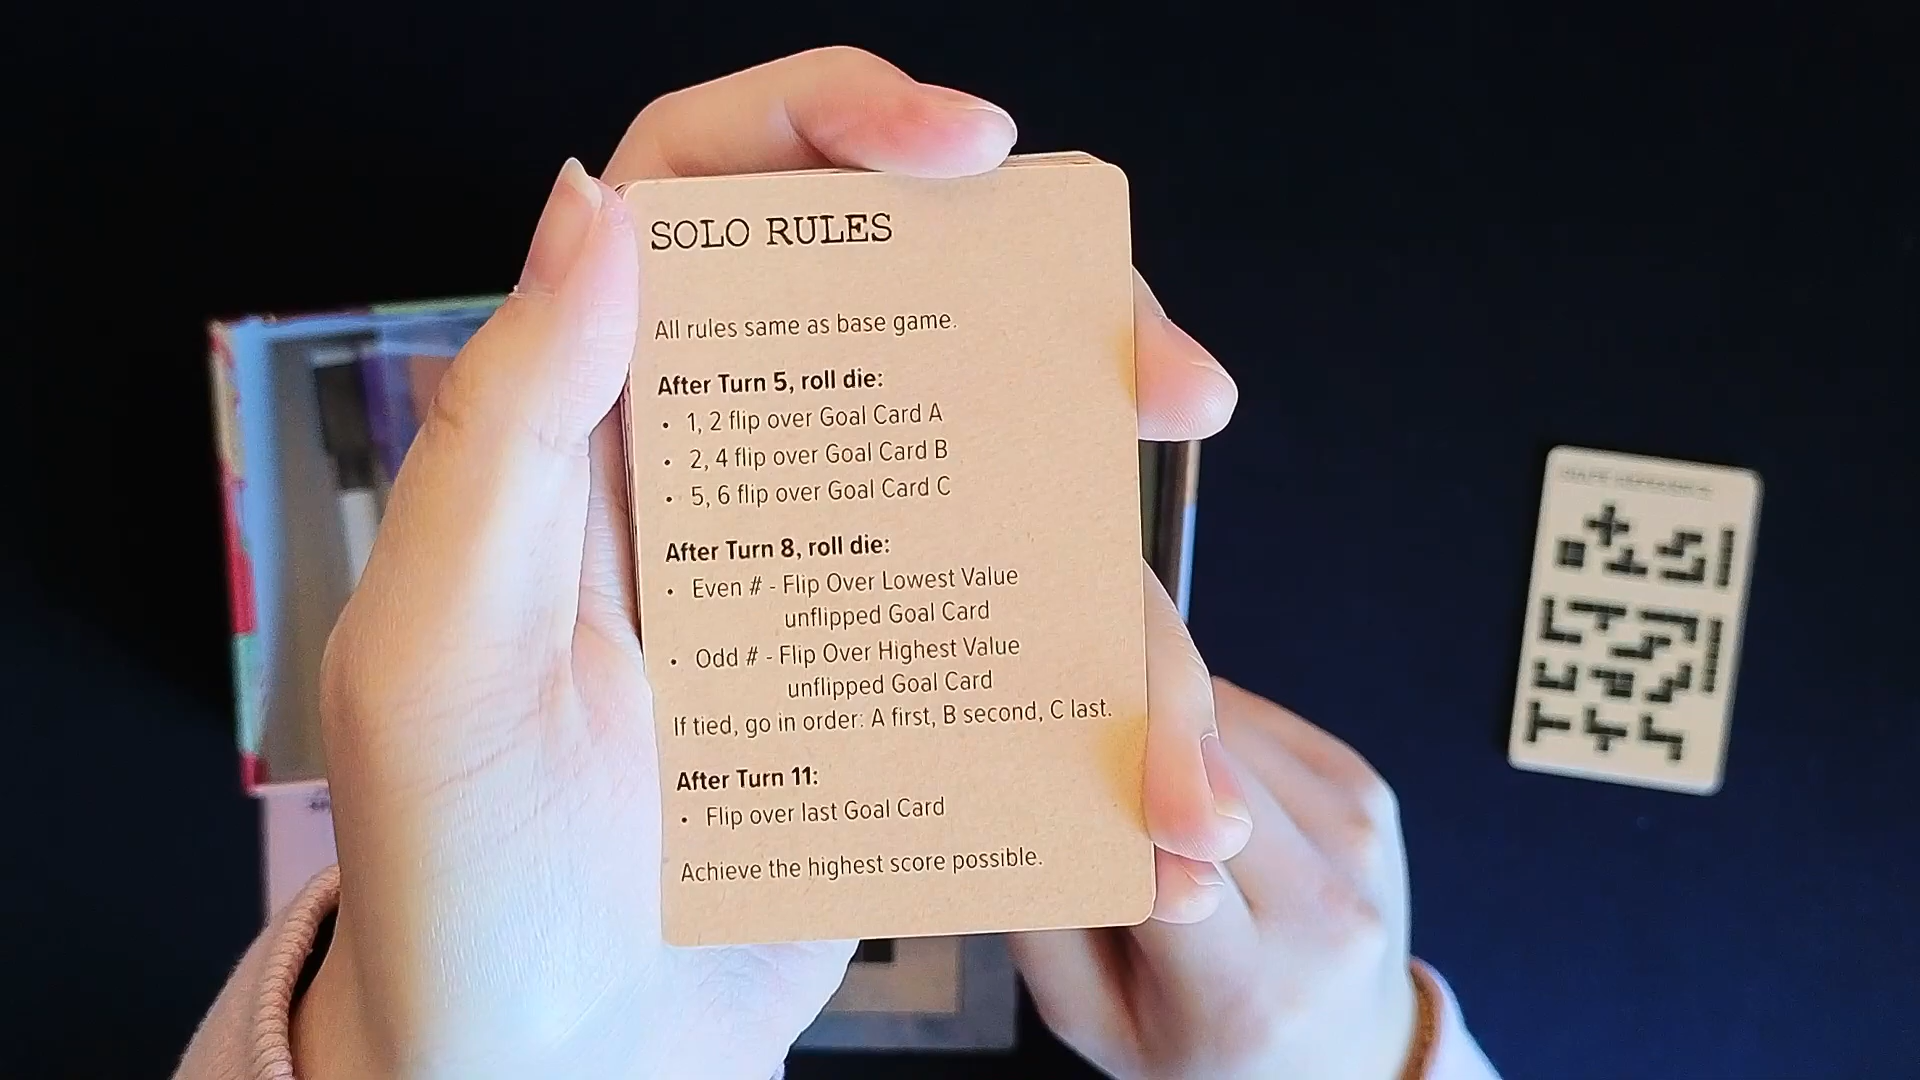 SOLO RULES
All rules same as base game.
After Turn 5, roll die:
• 1, 2 flip over Goal Card A
• 2, 4 flip over Goal Card B
• 5, 6 flip over Goal Card C
After Turn 8, roll die:
• Even # - Flip Over Lowest Value
unflipped Goal Card
• Odd # - Flip Over Highest Value
unflipped Goal Card
If tied, go in order: A first, B second, C last.
After Turn 11:
• Flip over last Goal Card
Achieve the highest score possible.